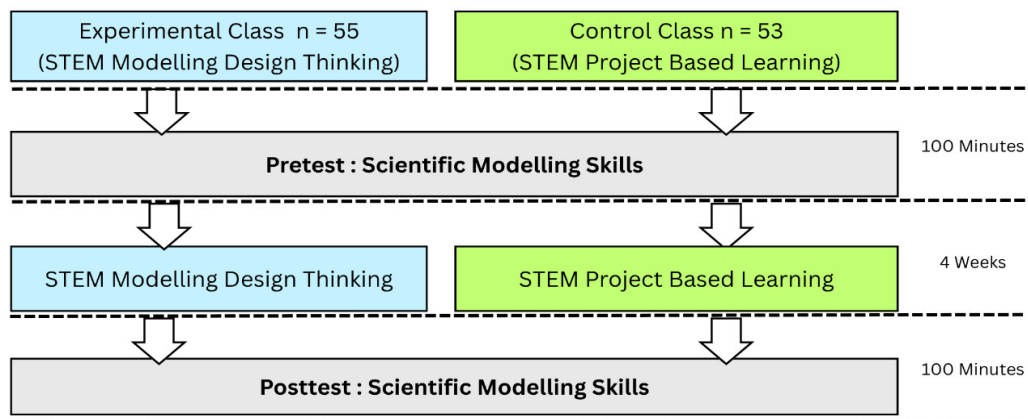 Experimental Class  n = 55
(STEM Modelling Design Thinking)
Control Class n = 53
(STEM Project Based Learning)
100 Minutes
Pretest : Scientific Modelling Skills
STEM Modelling Design Thinking
STEM Project Based Learning
4 Weeks
Posttest : Scientific Modelling Skills
100 Minutes